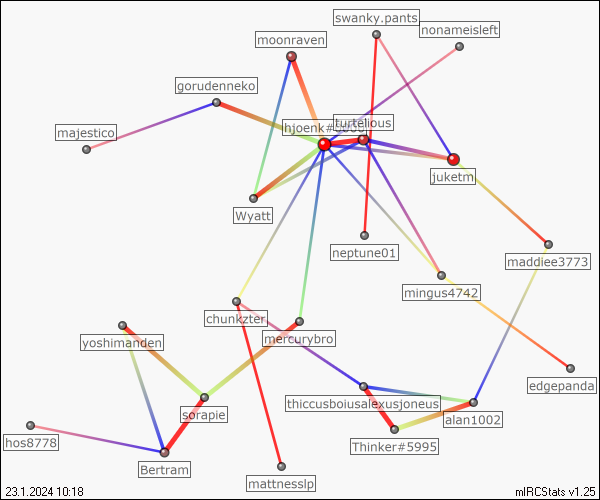 swanky.pants
nonameisleft
moonraven
gorudenneko
hjoenk#
turtelious
majestico
juketm
Wyatt
neptune01
maddiee3773
mingus4742
chunkzter
mercurybro
yoshimanden
edgepanda
thiccusboiusalexusjoneus
sorapie
alan1002
hos8778
Thinker#5995
Bertram
mattnesslp
23.1.2024 10:18
mIRCStats v1.25